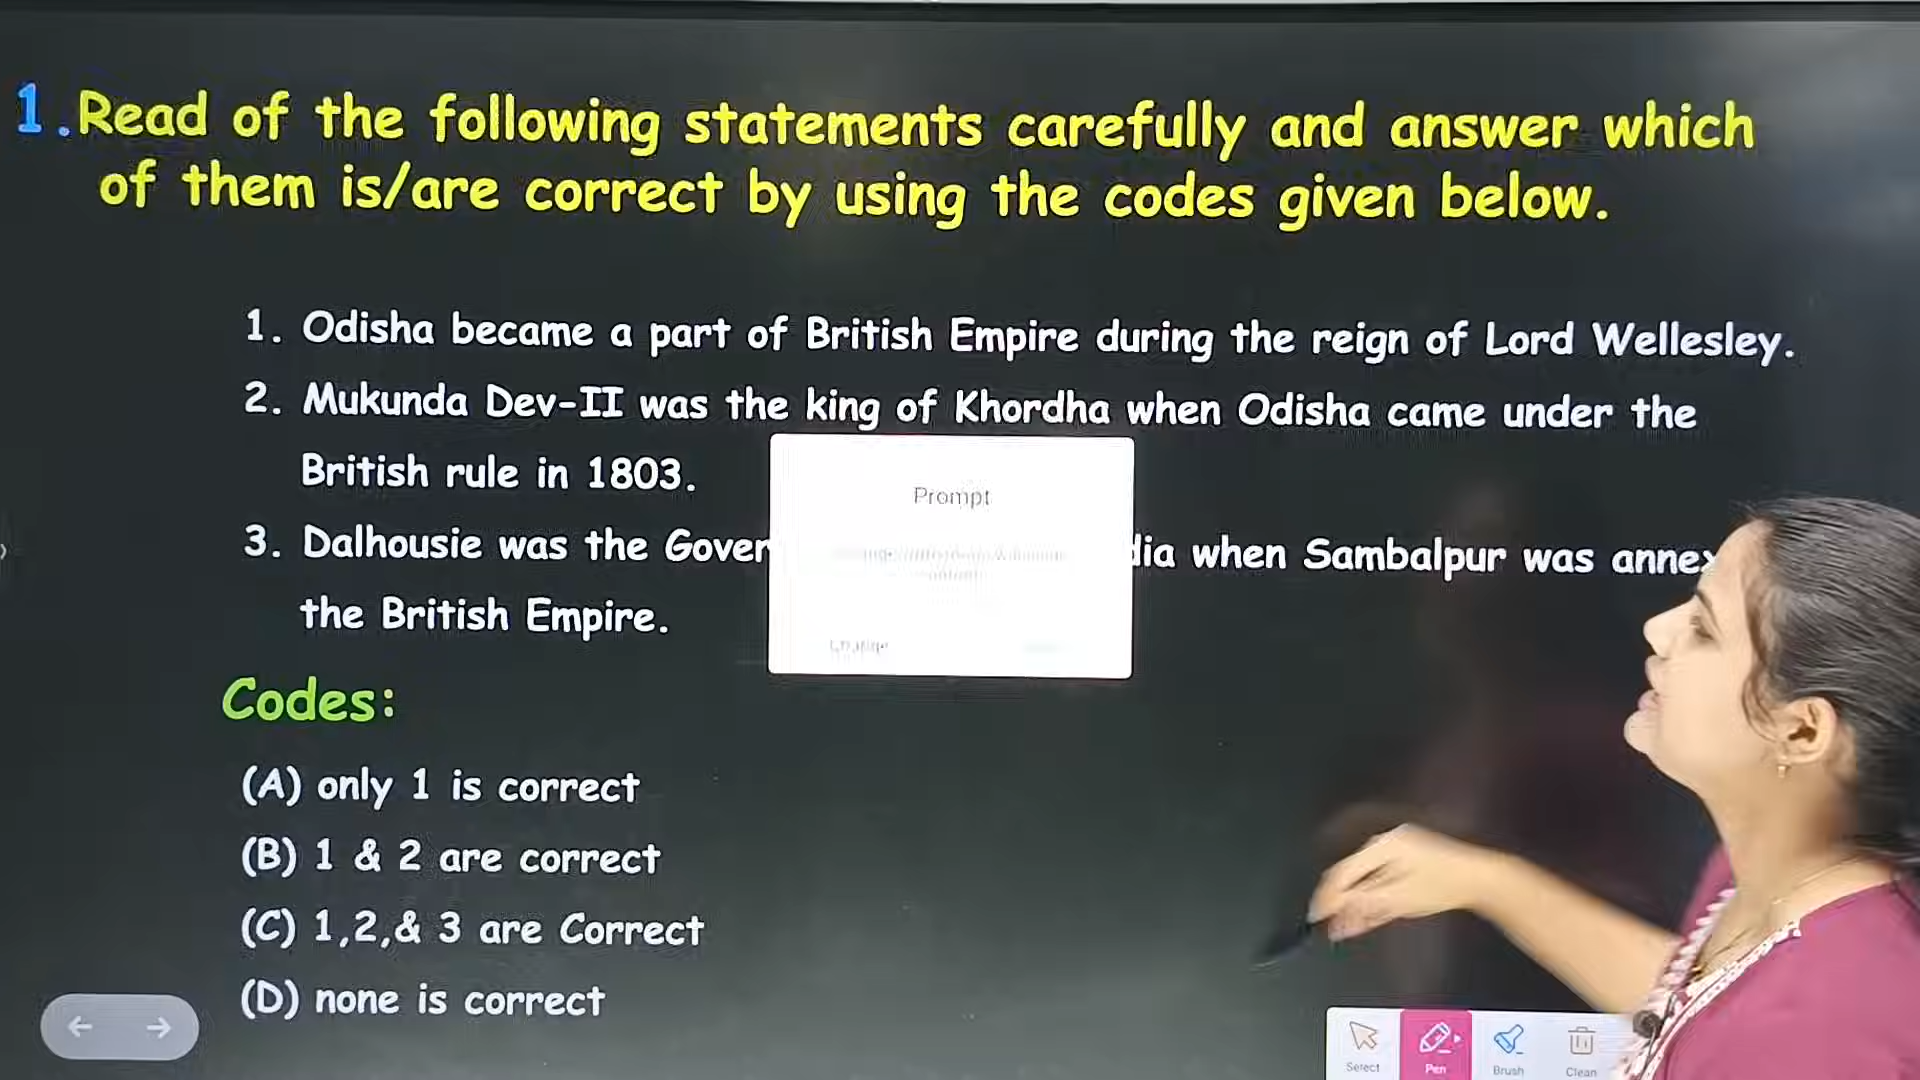 1.Read of the following statements carefully and answer which
of them is/are correct by using the codes given below.
1. Odisha became a part of British Empire during the reign of Lord Wellesley.
2. Mukunda Dev-II was the king of Khordha when Odisha came under the
British rule in 1803.
3. Dalhousie was the Gover dia when Sambalpur was annex
the British Empire.
Prompt
Change
Codes:
(A) only 1 is correct
(B) 1 & 2 are correct
(C) 1,2,& 3 are Correct
(D) none is correct
Select Pen Brush Clean